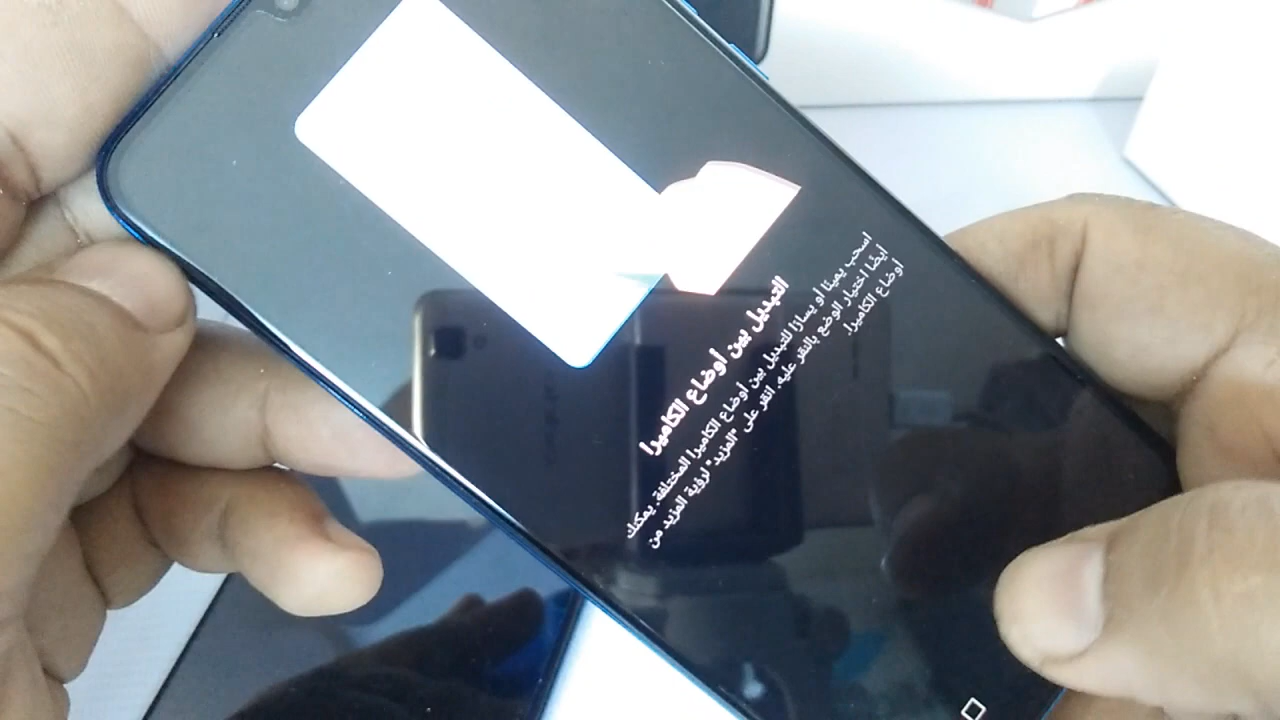 التبديل بين أوضاع الكاميرا
اسحب يمينًا أو يسارًا للتبديل بين أوضاع الكاميرا المختلفة. يمكنك
أيضًا اختيار الوضع بالنقر عليه. انقر على "المزيد" لرؤية المزيد من
أوضاع الكاميرا.